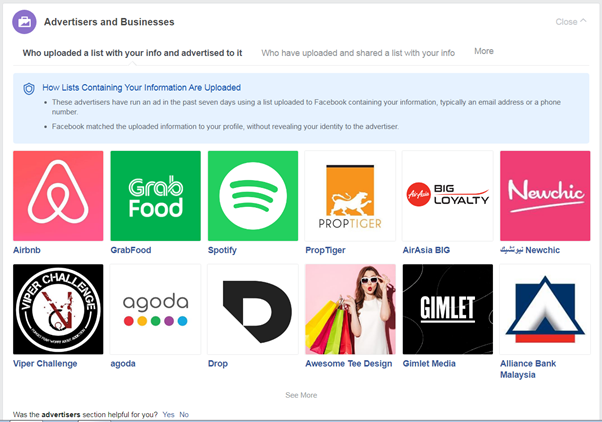 Advertisers and Businesses
Close
Who uploaded a list with your info and advertised to it
Who have uploaded and shared a list with your info
More
How Lists Containing Your Information Are Uploaded
• These advertisers have run an ad in the past seven days using a list uploaded to Facebook containing your information, typically an email address or a phone
number.
• Facebook matched the uploaded information to your profile, without revealing your identity to the advertiser.
Grab
Food
PROPTIGER
AirAsia BIG
LOYALTY
Newchic
Airbnb
GrabFood
Spotify
PropTiger
AirAsia BIG
نيوتشيك Newchic
VIPER CHALLENGE
agoda
GIMLET
Viper Challenge
agoda
Drop
Awesome Tee Design
Gimlet Media
Alliance Bank
Malaysia
See More
Was the advertisers section helpful for you? Yes No